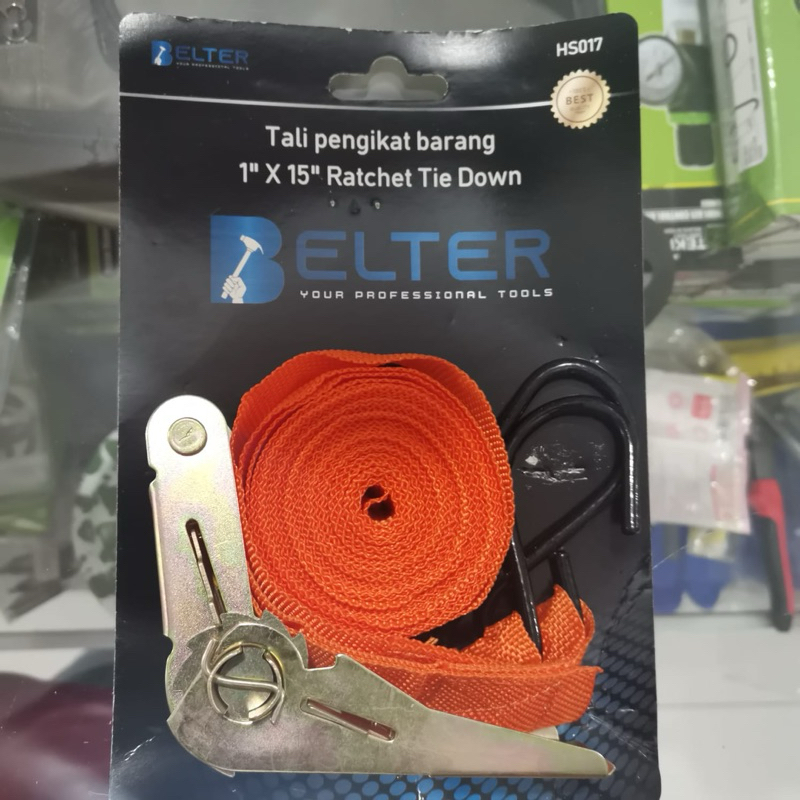 BELTER
YOUR PROFESSIONAL TOOLS
HS017
BEST
Tali pengikat barang
1" X 15" Ratchet Tie Down
BELTER
YOUR PROFESSIONAL TOOLS